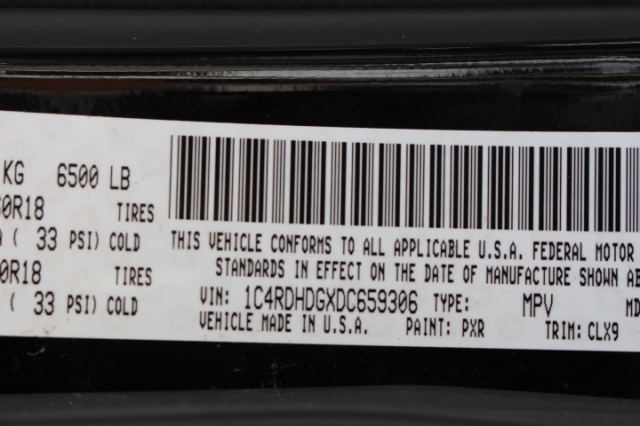 KG 6500 LB
0R18 TIRES
( 33 PSI) COLD
0R18 TIRES
( 33 PSI) COLD
THIS VEHICLE CONFORMS TO ALL APPLICABLE U.S.A. FEDERAL MOTOR
STANDARDS IN EFFECT ON THE DATE OF MANUFACTURE SHOWN AB
VIN: 1C4RDHDGXDC659306 TYPE: MPV MD
VEHICLE MADE IN U.S.A. PAINT: PXR TRIM: CLX9